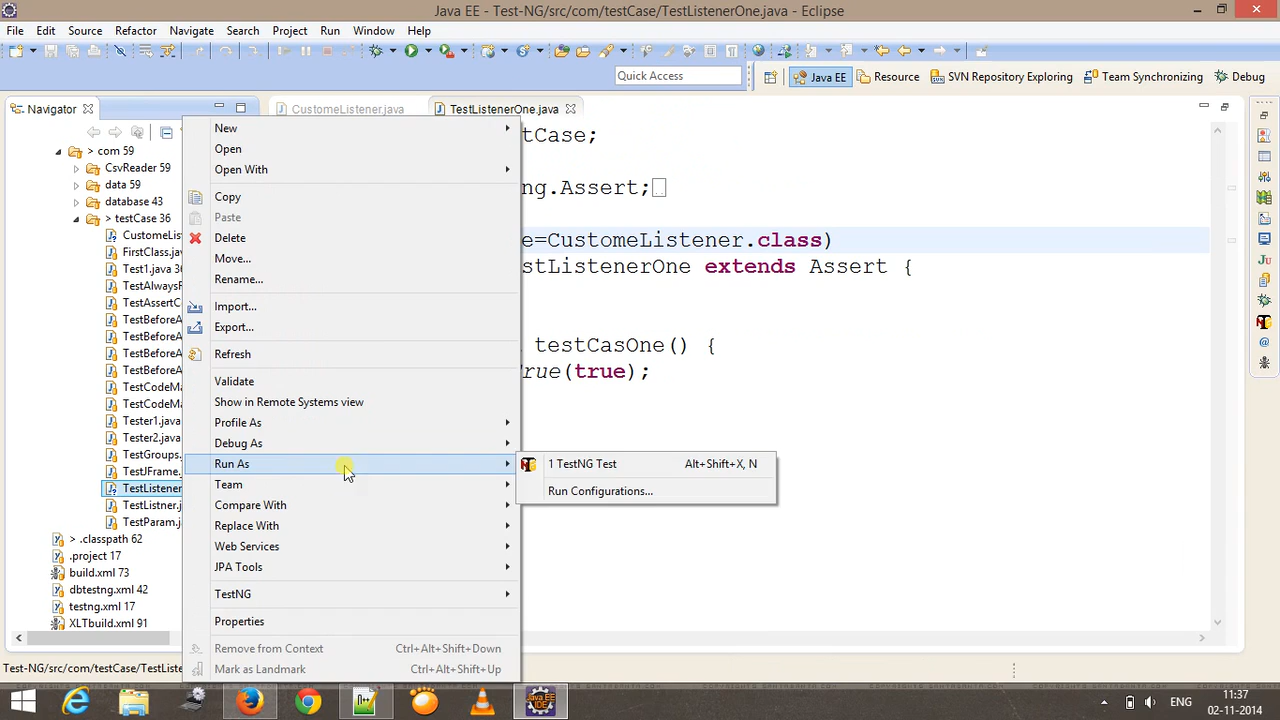 Java EE - Test-NG/src/com/testCase/TestListenerOne.java - Eclipse
File Edit Source Refactor Navigate Search Project Run Window Help
Quick Access Java EE Resource SVN Repository Exploring Team Synchronizing Debug
Navigator CustomeListener.java TestListenerOne.java
> com 59
CsvReader 59
data 59
database 43
> testCase 36
CustomeLis
FirstClass.jav
Test1.java 36
TestAlwaysF
TestAssertC
TestBeforeA
TestBeforeA
TestBeforeA
TestBeforeA
TestCodeMa
TestCodeMa
Tester1.java
Tester2.java
TestGroups.
TestJFrame.
TestListener
TestListner.j
TestParam.j
> .classpath 62
.project 17
build.xml 73
dbtestng.xml 42
testng.xml 17
XLTbuild.xml 91
New
Open
Open With
Copy
Paste
Delete
Move...
Rename...
Import...
Export...
Refresh
Validate
Show in Remote Systems view
Profile As
Debug As
Run As
Team
Compare With
Replace With
Web Services
JPA Tools
TestNG
Properties
Remove from Context Ctrl+Alt+Shift+Down
Mark as Landmark Ctrl+Alt+Shift+Up
1 TestNG Test Alt+Shift+X, N
Run Configurations...
tCase;
ng.Assert;
e=CustomeListener.class)
stListenerOne extends Assert {
testCasOne() {
True(true);
Test-NG/src/com/testCase/TestListe
ENG
11:37
02-11-2014